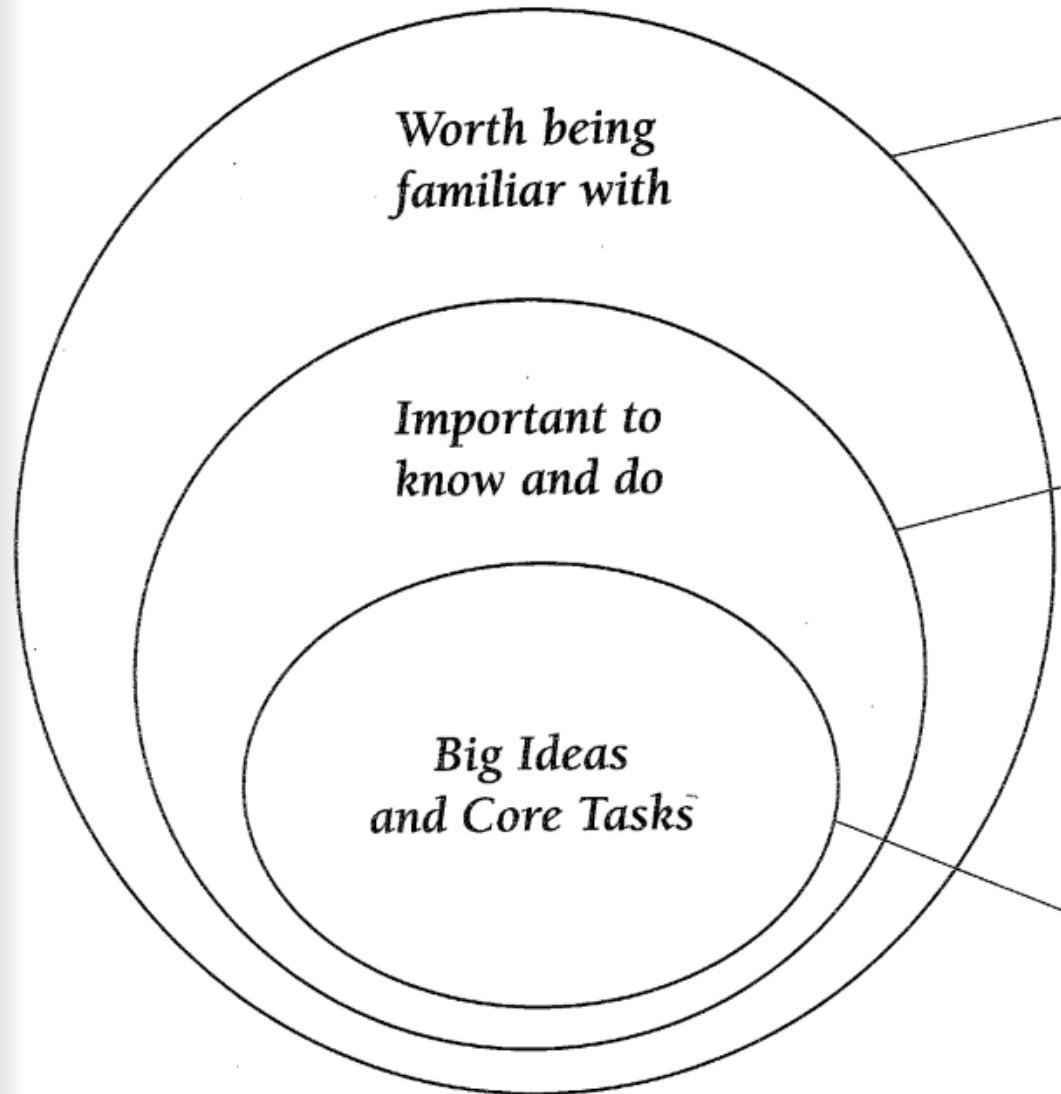 Worth being
familiar with
Important to
know and do
Big Ideas
and Core Tasks